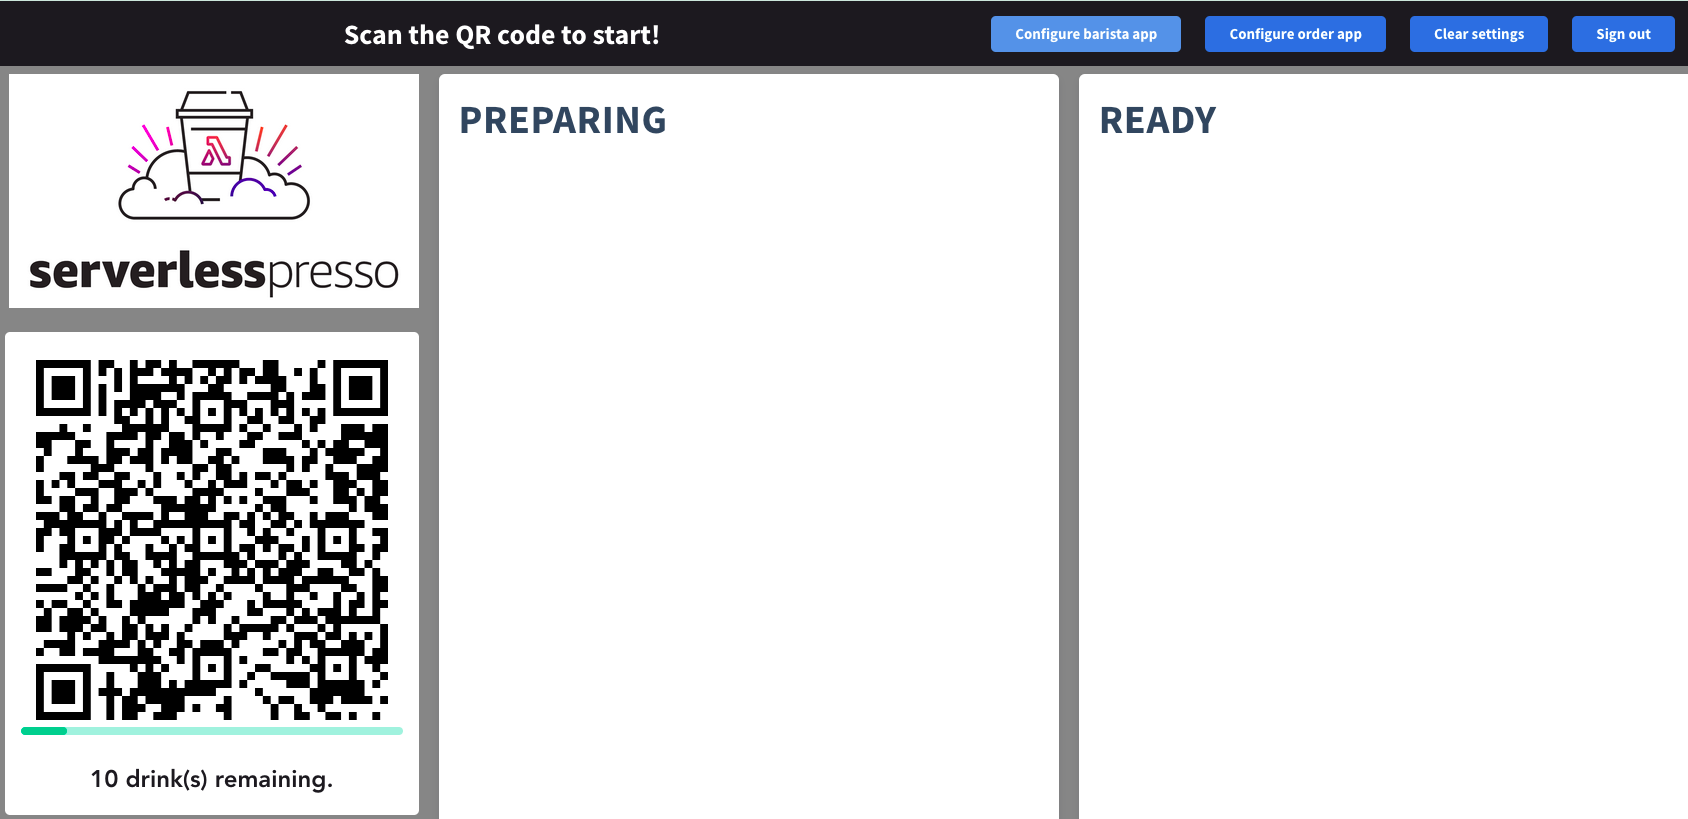 Scan the QR code to start!
Configure barista app
Configure order app
Clear settings
Sign out
serverlesspresso
PREPARING
READY
10 drink(s) remaining.